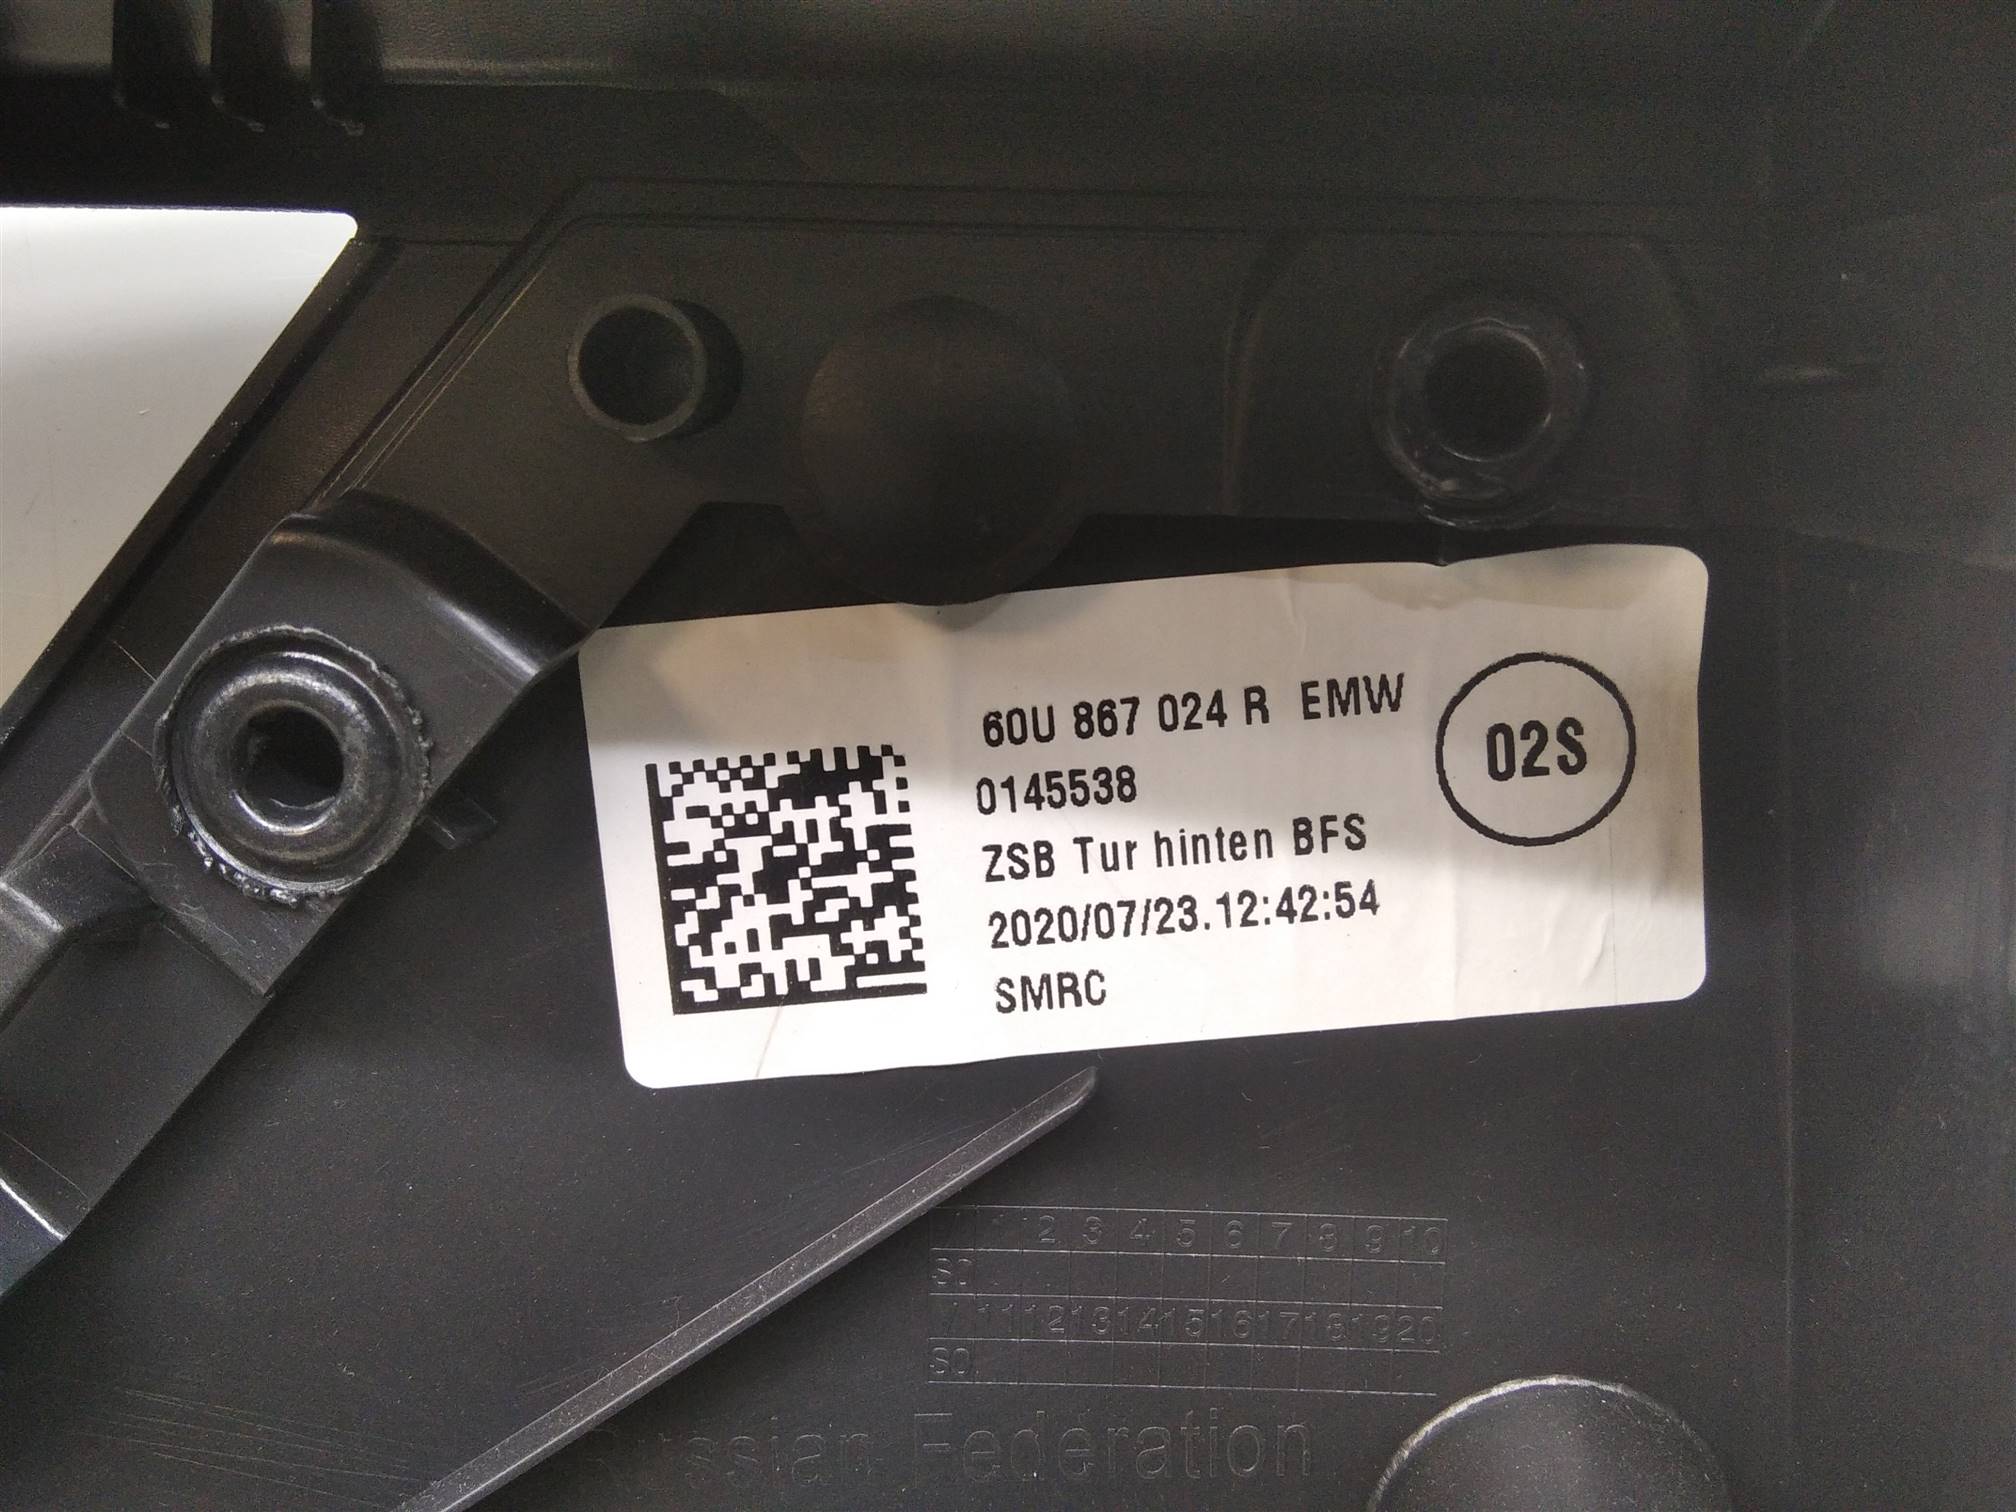 60U 867 024 R EMW
02S
0145538
ZSB Tur hinten BFS
2020/07/23.12:42:54
SMRC
1 2 3 4 5 6 7 8 9 10
SO.
11 12 13 14 15 16 17 18 19 20
SO.
Russian Federation